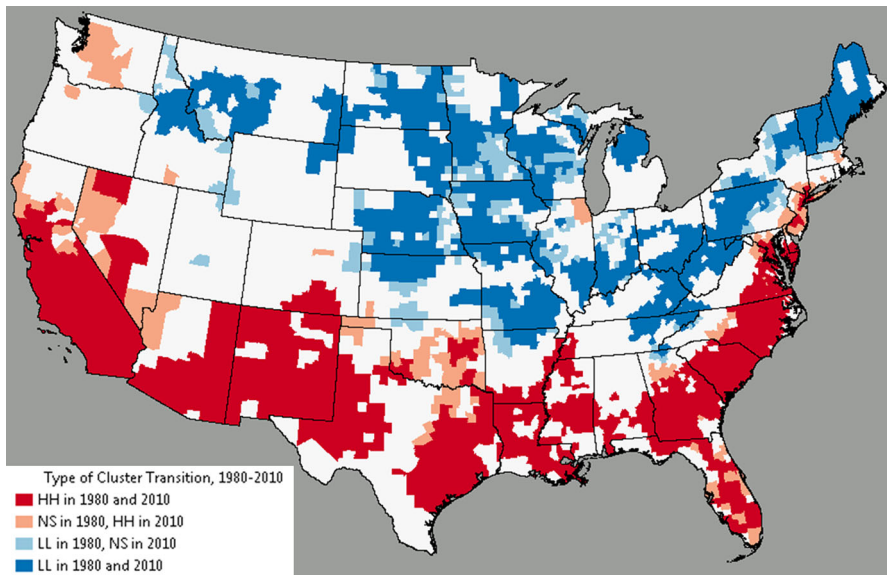 Type of Cluster Transition, 1980-2010
HH in 1980 and 2010
NS in 1980, HH in 2010
LL in 1980, NS in 2010
LL in 1980 and 2010